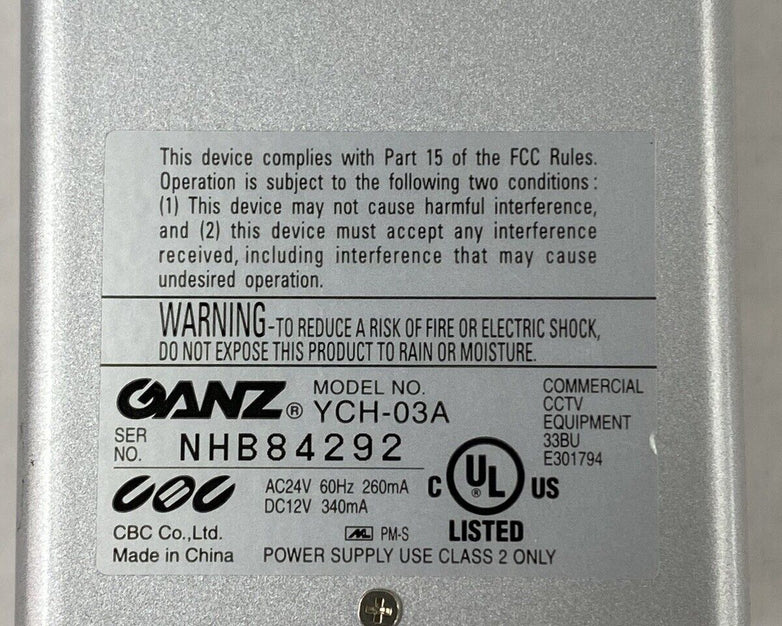 This device complies with Part 15 of the FCC Rules.
Operation is subject to the following two conditions:
(1) This device may not cause harmful interference,
and (2) this device must accept any interference
received, including interference that may cause
undesired operation.
WARNING-TO REDUCE A RISK OF FIRE OR ELECTRIC SHOCK,
DO NOT EXPOSE THIS PRODUCT TO RAIN OR MOISTURE.
GANZ® MODEL NO.
YCH-03A
SER
NO. NHB84292
COMMERCIAL
CCTV
EQUIPMENT
33BU
E301794
CBC
AC24V 60Hz 260mA
DC12V 340mA
C UL® US
LISTED
CBC Co.,Ltd.
PM-S
Made in China
POWER SUPPLY USE CLASS 2 ONLY